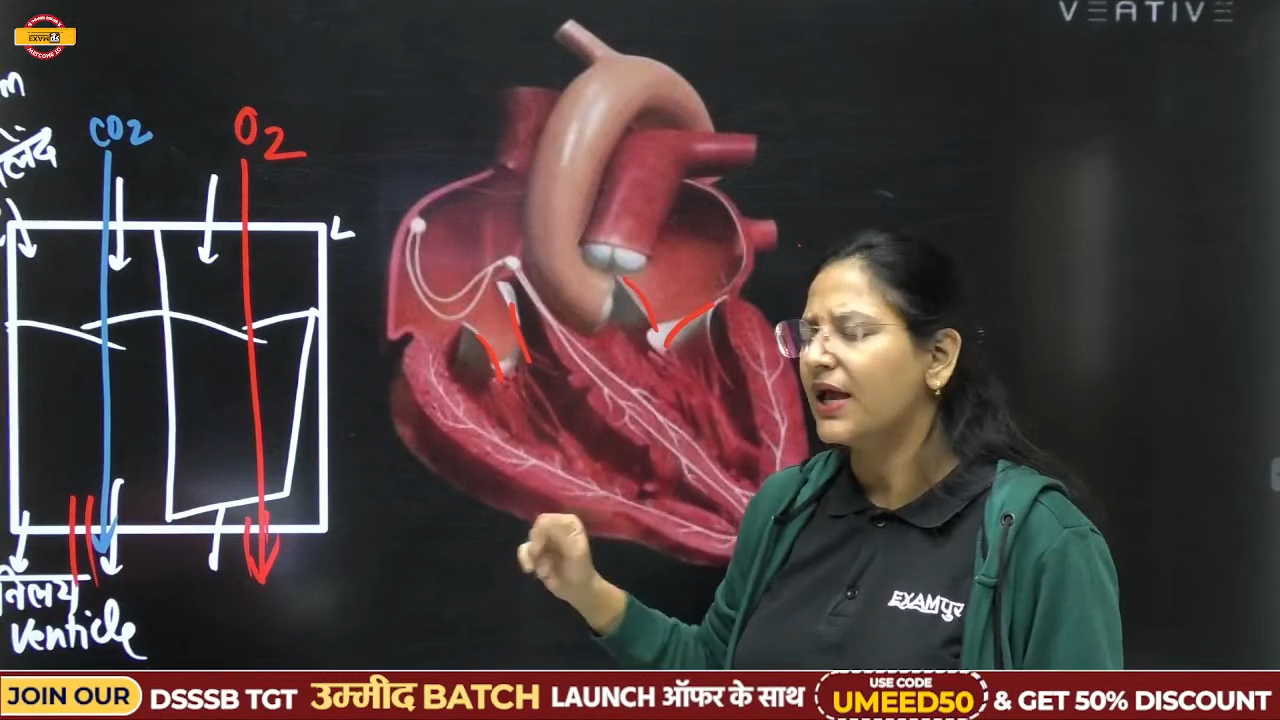 VEATIVE
m
CO2
O2
L
निलय
Venticle
EXAMपुर
JOIN OUR DSSSB TGT उम्मीद BATCH LAUNCH ऑफर के साथ USE CODE UMEED50 & GET 50% DISCOUNT